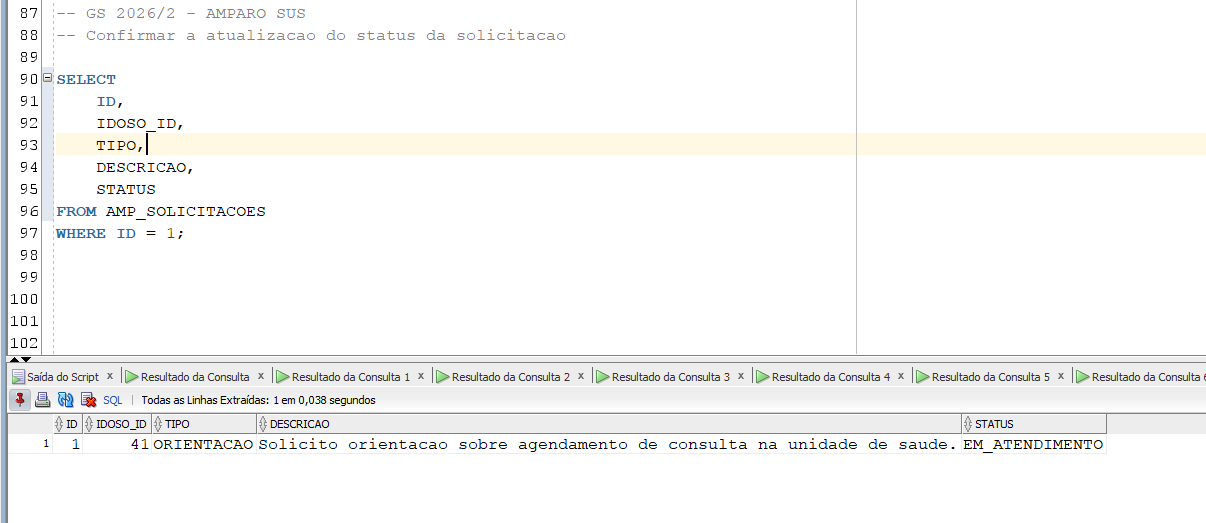 87 -- GS 2026/2 - AMPARO SUS
88 -- Confirmar a atualizacao do status da solicitacao
89
90 SELECT
91 ID,
92 IDOSO_ID,
93 TIPO,
94 DESCRICAO,
95 STATUS
96 FROM AMP_SOLICITACOES
97 WHERE ID = 1;
98
99
100
101
102
Saída do Script x Resultado da Consulta x Resultado da Consulta 1 x Resultado da Consulta 2 x Resultado da Consulta 3 x Resultado da Consulta 4 x Resultado da Consulta 5 x Resultado da Consulta 6
SQL | Todas as Linhas Extraídas: 1 em 0,038 segundos
ID IDOSO_ID TIPO DESCRICAO STATUS
1 1 41 ORIENTACAO Solicito orientacao sobre agendamento de consulta na unidade de saude. EM_ATENDIMENTO